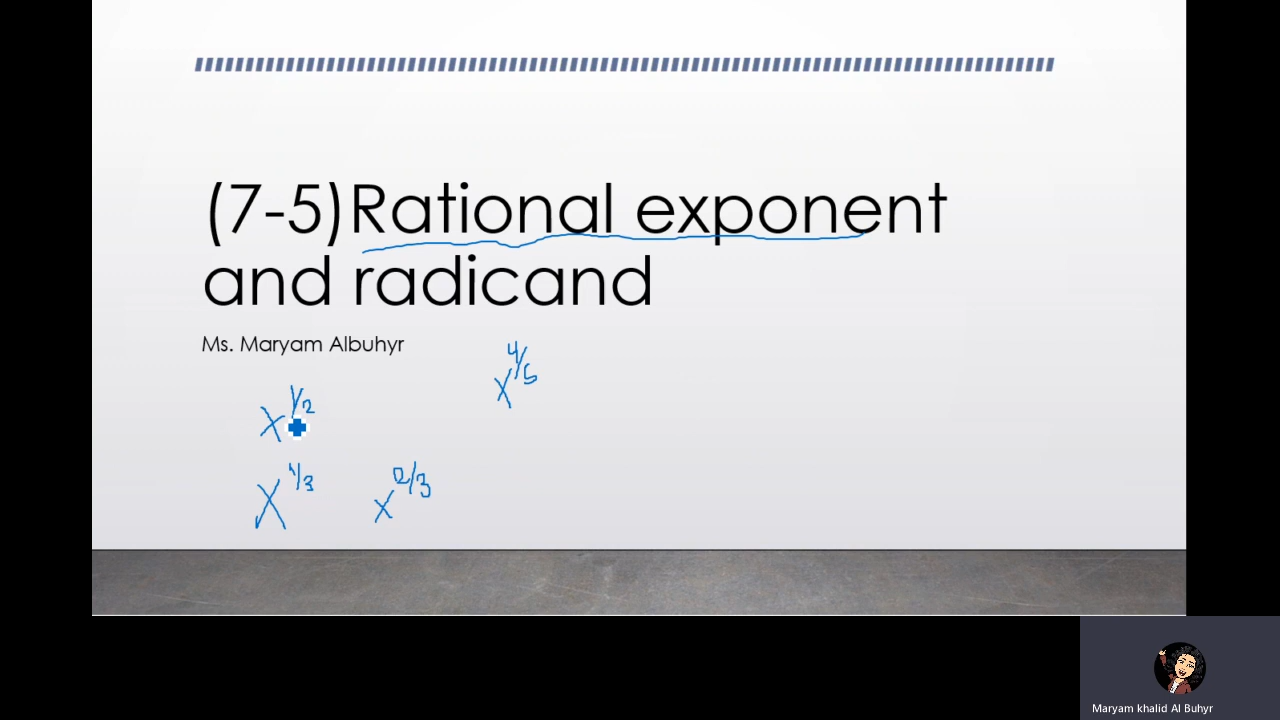 (7-5)Rational exponent
and radicand
Ms. Maryam Albuhyr
x^4/5
x^1/2
x^1/3 x^2/3
Maryam khalid Al Buhyr